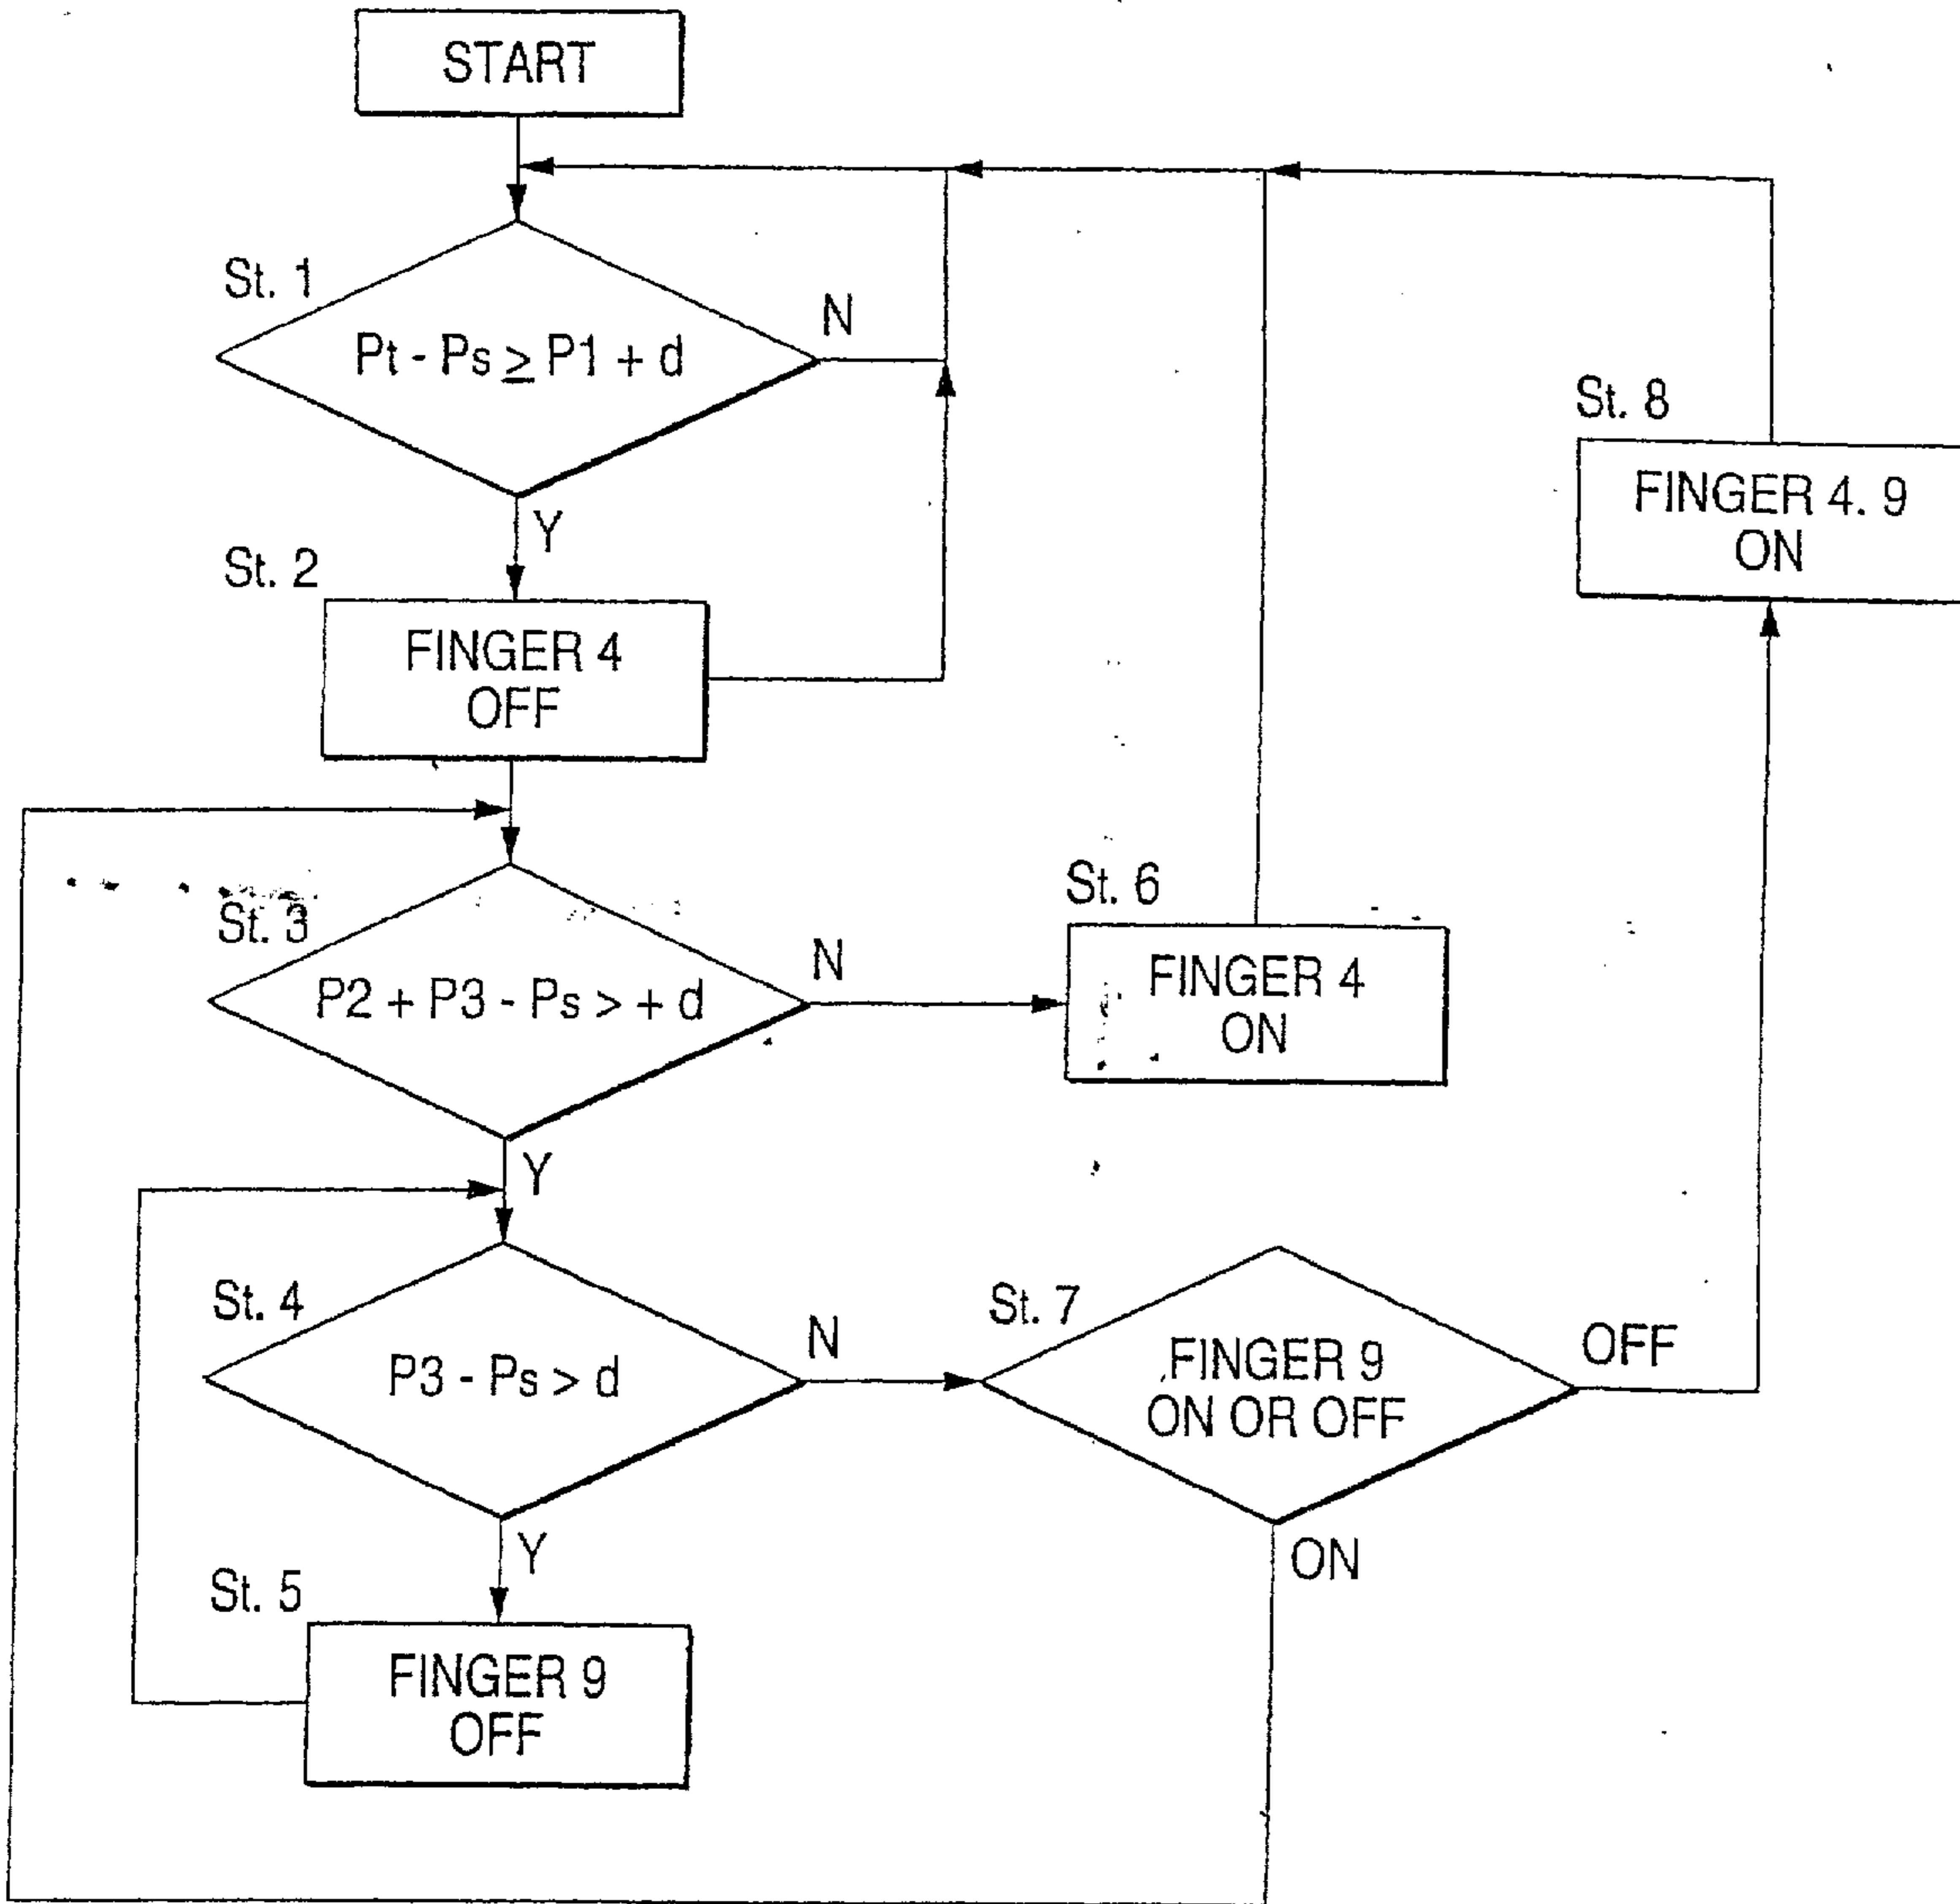 START
St. 1
Pt - Ps ≥ P1 + d
N
Y
St. 2
FINGER 4
OFF
St. 3
P2 + P3 - Ps > + d
N
Y
St. 6
FINGER 4
ON
St. 4
P3 - Ps > d
N
Y
St. 5
FINGER 9
OFF
St. 7
FINGER 9
ON OR OFF
OFF
ON
St. 8
FINGER 4. 9
ON